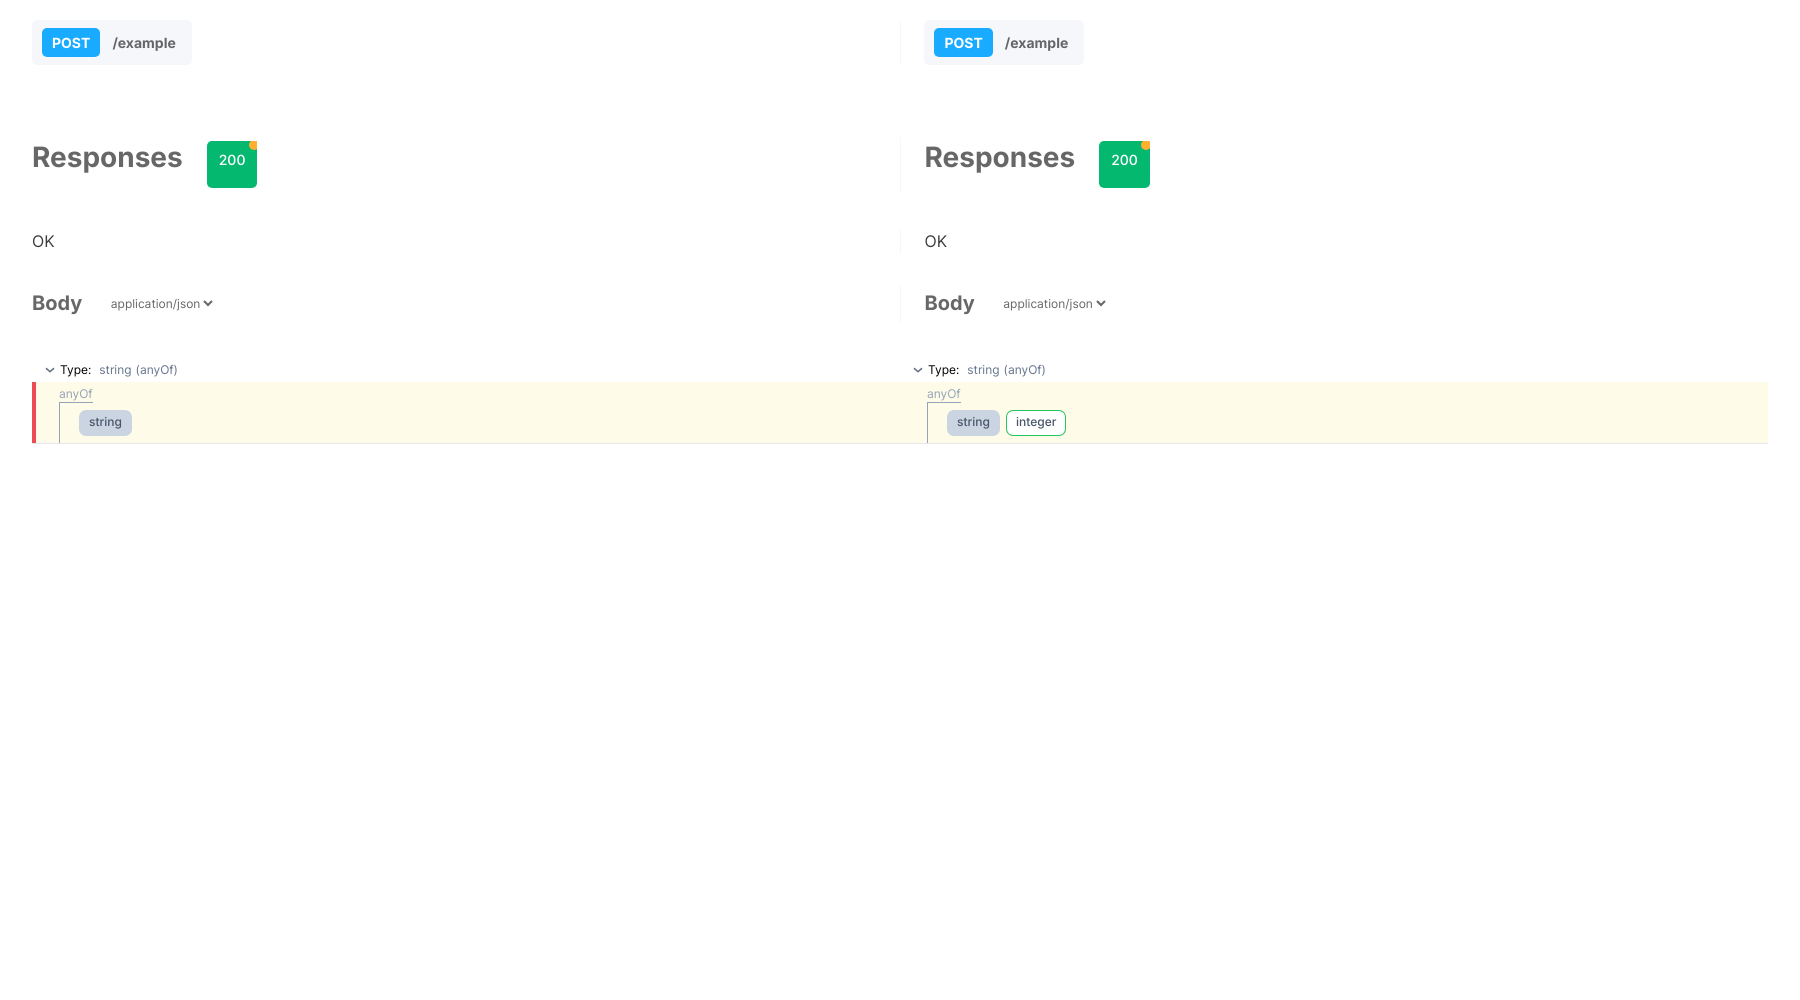 POST /example POST /example
Responses 200 Responses 200
OK OK
Body application/json Body application/json
Type: string (anyOf) Type: string (anyOf)
anyOf anyOf
string string integer